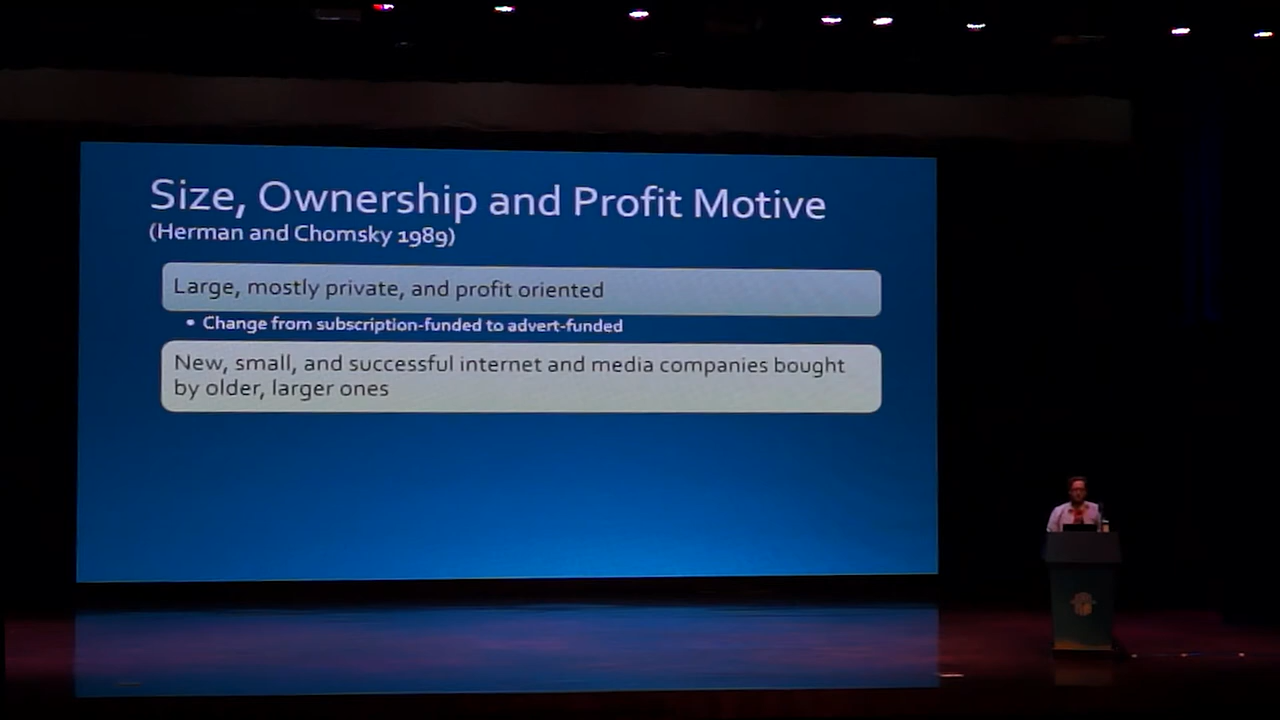 Size, Ownership and Profit Motive
(Herman and Chomsky 1989)
Large, mostly private, and profit oriented
• Change from subscription-funded to advert-funded
New, small, and successful internet and media companies bought
by older, larger ones